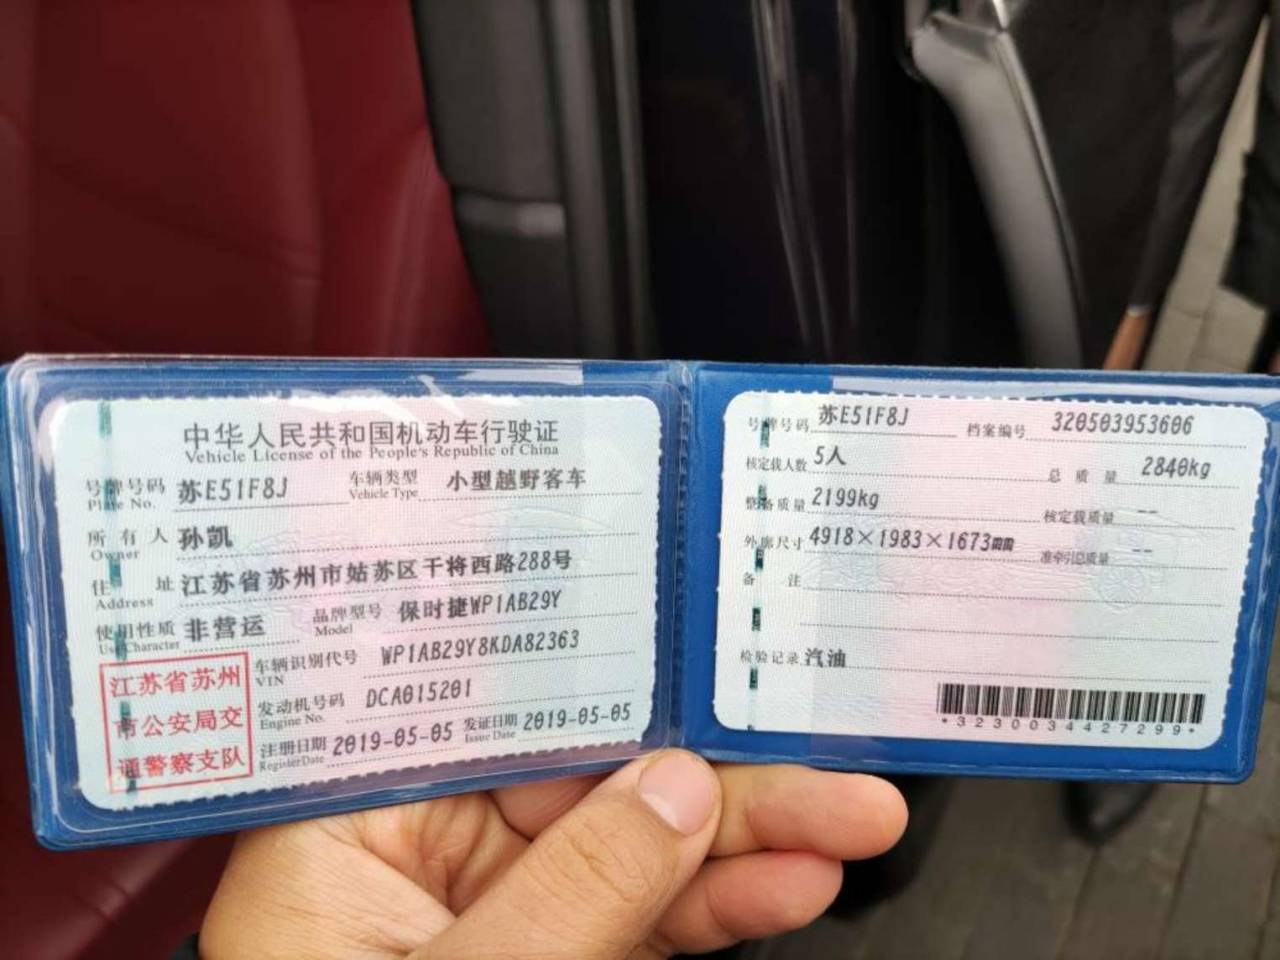 中华人民共和国机动车行驶证
Vehicle License of the People's Republic of China
号牌号码 苏E51F8J 车辆类型 小型越野客车
Plate No. Vehicle Type
所有人 孙凯
Owner
住址 江苏省苏州市姑苏区干将西路288号
Address
使用性质 非营运 品牌型号 保时捷WP1AB29Y
Use Character Model
江苏省苏州
市公安局交
通警察支队
车辆识别代号 WP1AB29Y8KDA82363
VIN
发动机号码 DCA015201
Engine No.
注册日期 2019-05-05 发证日期 2019-05-05
Register Date Issue Date
号牌号码 苏E51F8J 档案编号 320503953606
核定载人数 5人 总质量 2840kg
整备质量 2199kg 核定载质量 --
外廓尺寸 4918×1983×1673mm 准牵引总质量 --
备注
检验记录 汽油
*3230034427299*